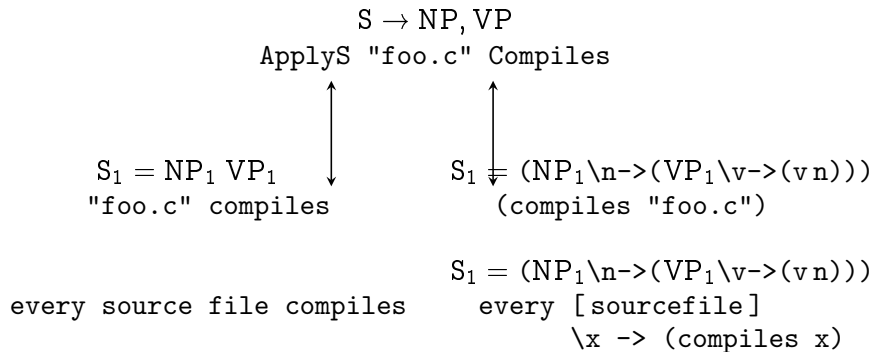 S → NP, VP
ApplyS "foo.c" Compiles
S₁ = NP₁ VP₁
"foo.c" compiles
S₁ = (NP₁\n->(VP₁\v->(v n)))
(compiles "foo.c")
S₁ = (NP₁\n->(VP₁\v->(v n)))
every source file compiles
every [sourcefile]
\x -> (compiles x)